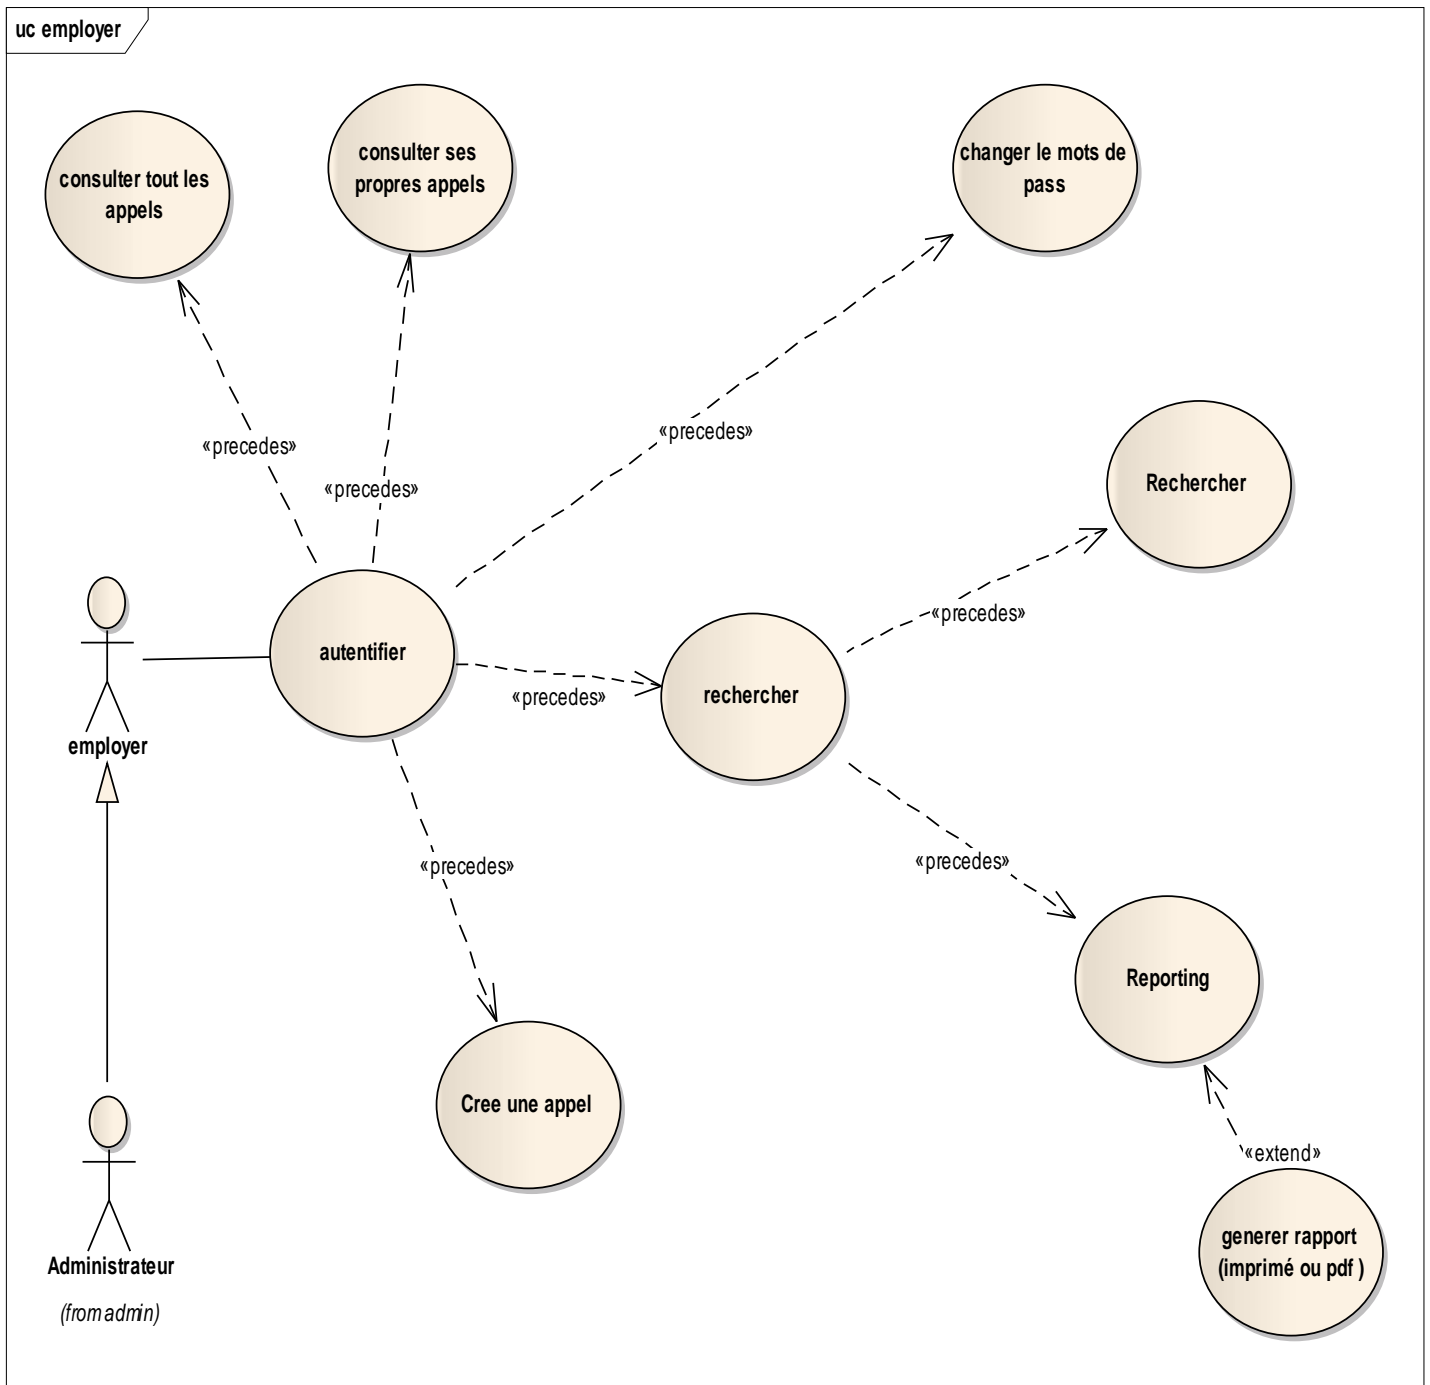 uc employer
consulter tout les
appels
consulter ses
propres appels
changer le mots de
pass
«precedes»
«precedes»
«precedes»
Rechercher
«precedes»
autentifier
«precedes»
rechercher
employer
«precedes»
«precedes»
Reporting
Cree une appel
«extend»
generer rapport
(imprimé ou pdf )
Administrateur
(from admin)